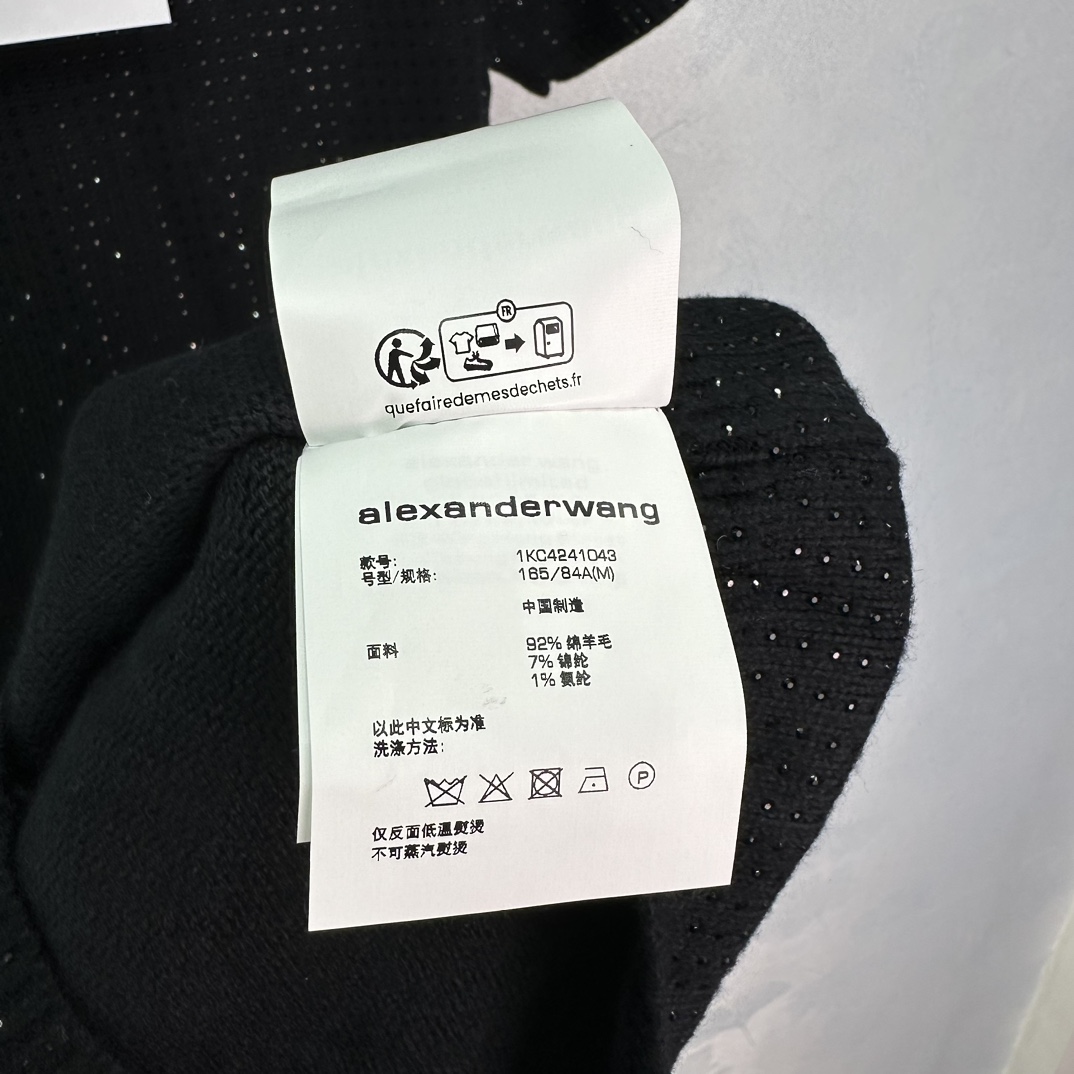 FR
quefairedemesdechets.fr
alexanderwang
款号: 1KC4241043
号型/规格: 165/84A(M)
中国制造
面料 92% 绵羊毛
7% 锦纶
1% 氨纶
以此中文标为准
洗涤方法:
P
仅反面低温熨烫
不可蒸汽熨烫